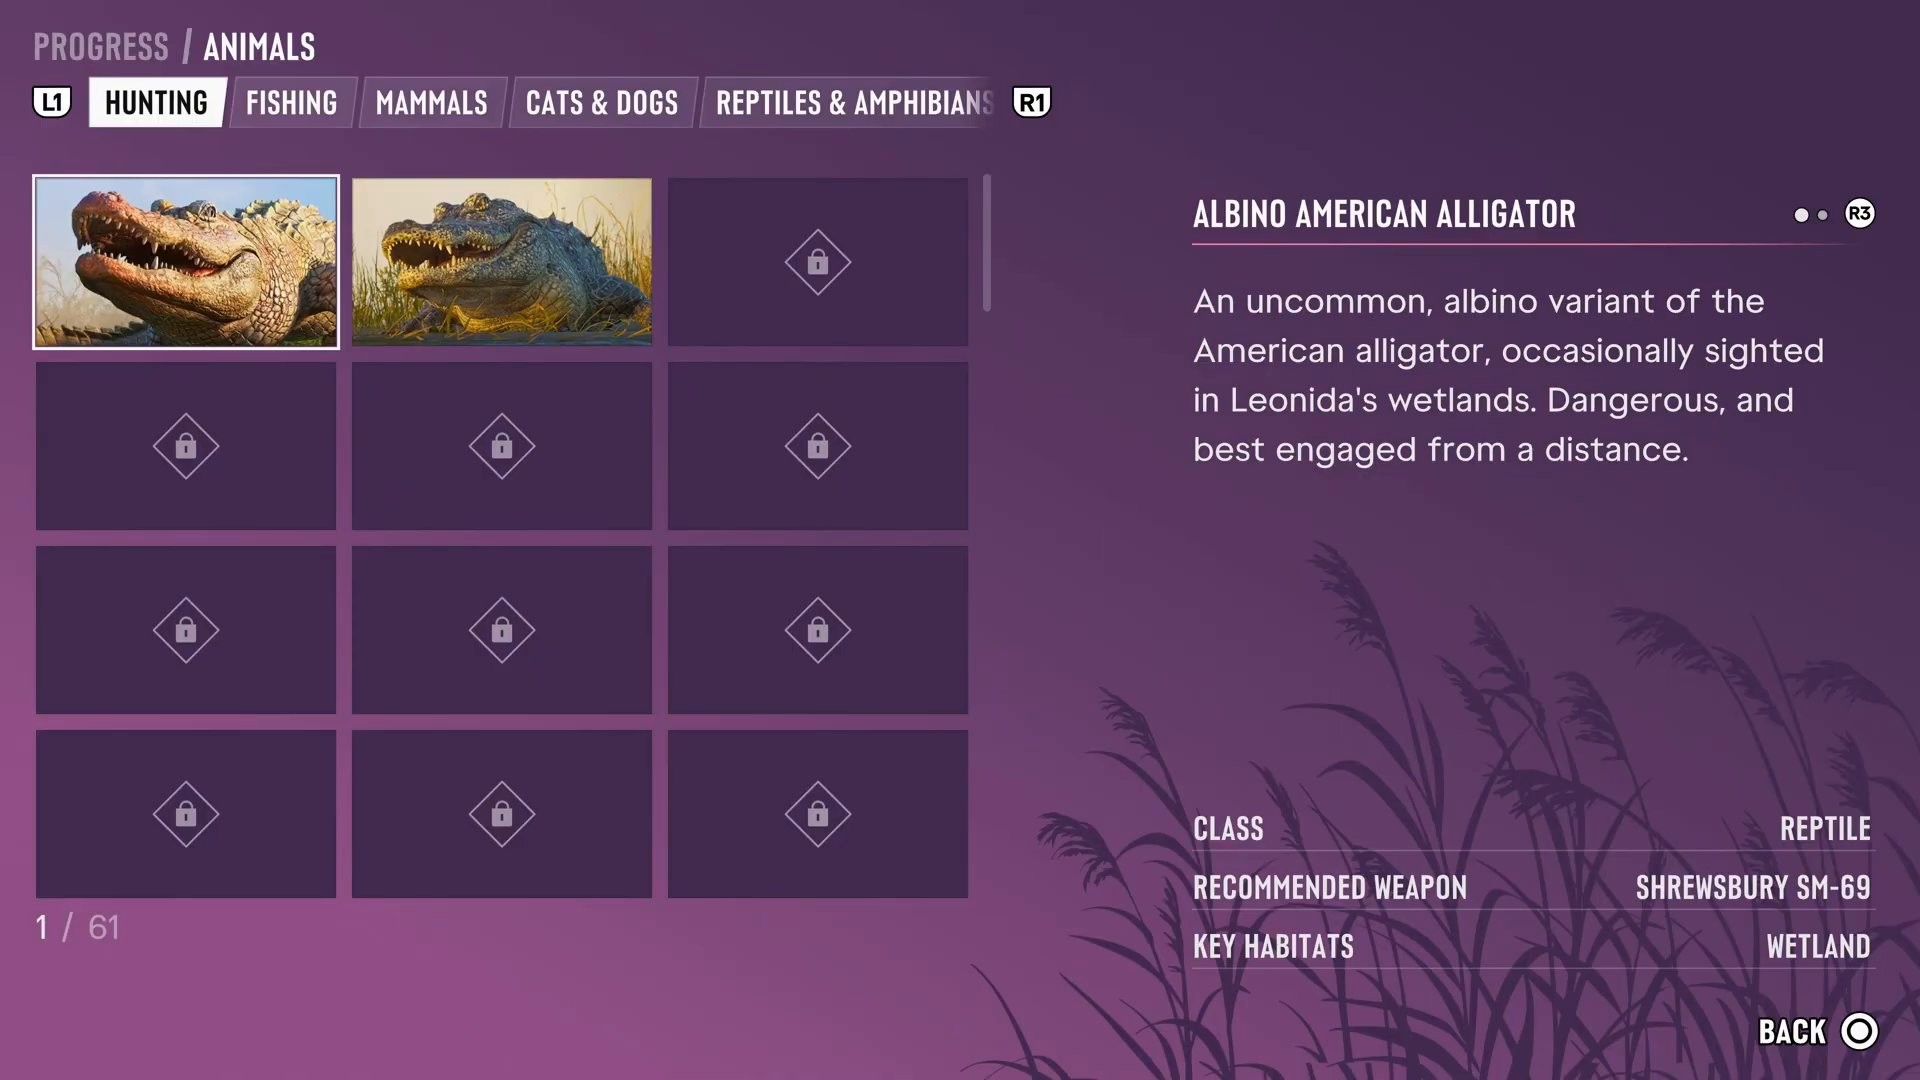 PROGRESS / ANIMALS
L1 HUNTING FISHING MAMMALS CATS & DOGS REPTILES & AMPHIBIANS R1
ALBINO AMERICAN ALLIGATOR R3
An uncommon, albino variant of the
American alligator, occasionally sighted
in Leonida's wetlands. Dangerous, and
best engaged from a distance.
CLASS REPTILE
RECOMMENDED WEAPON SHREWSBURY SM-69
KEY HABITATS WETLAND
1 / 61
BACK